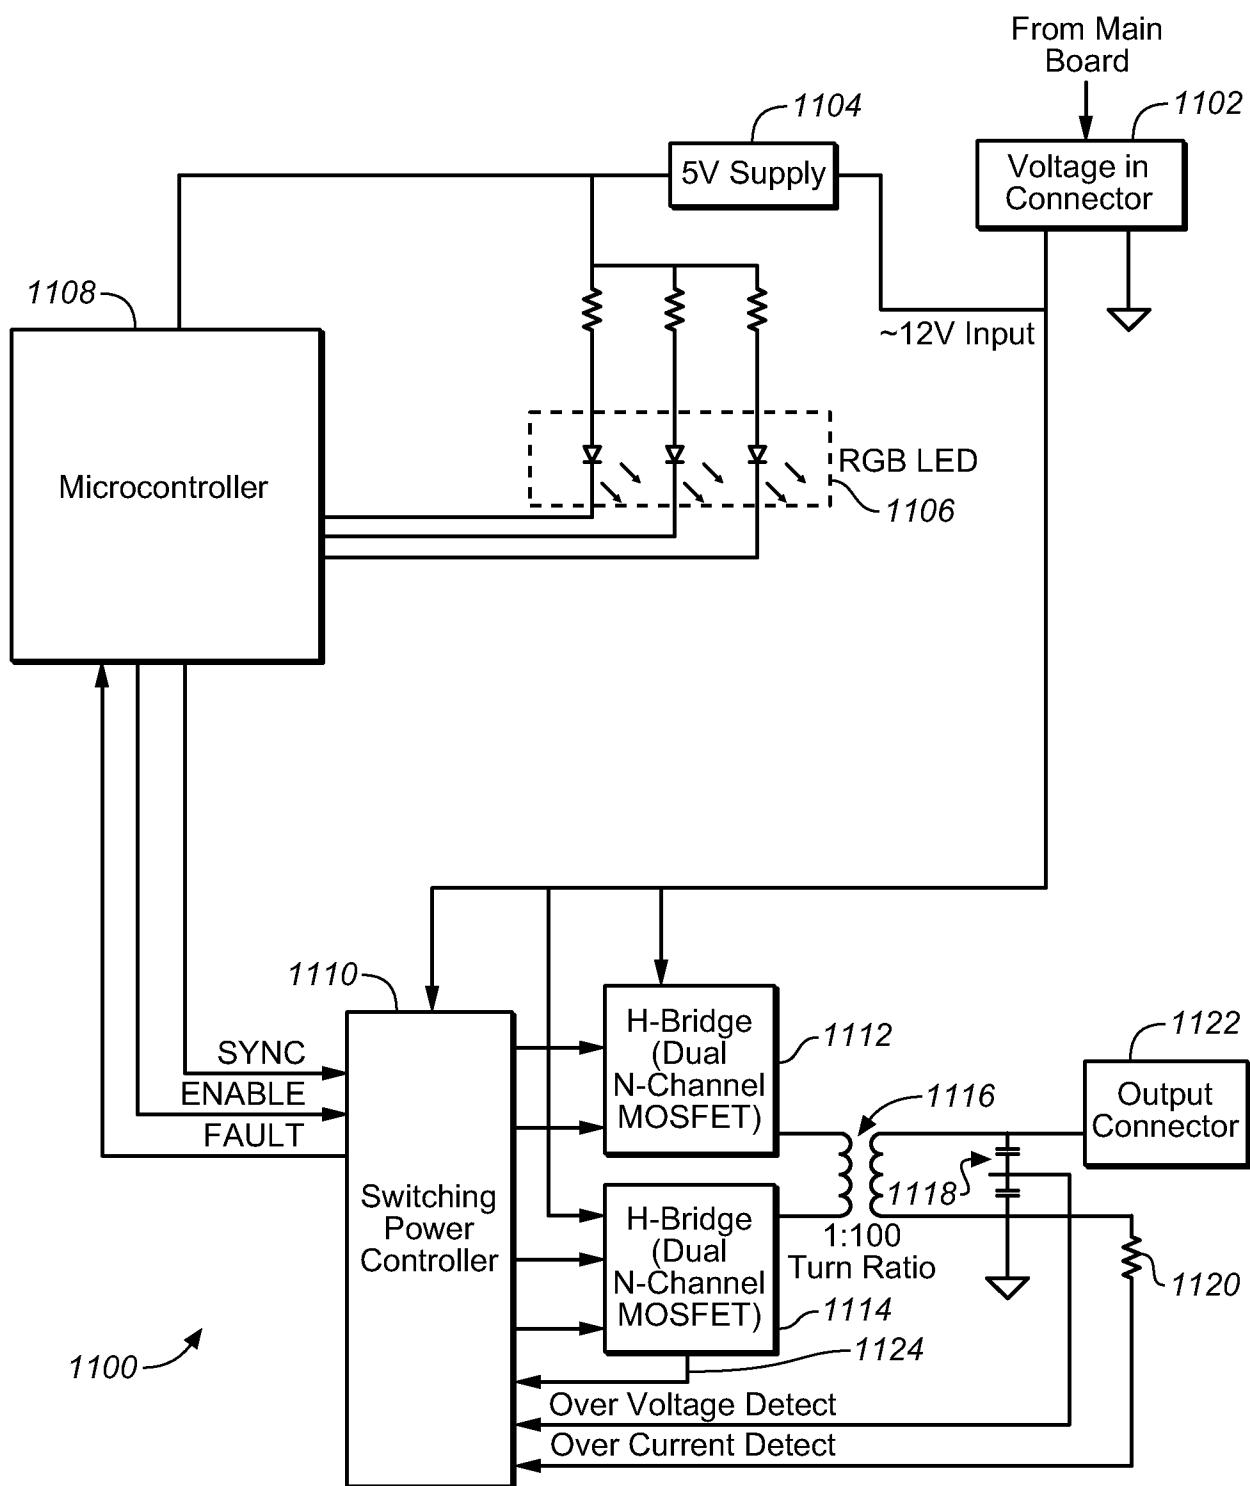 From Main
Board
1102
1104
Voltage in
Connector
5V Supply
1108
~12V Input
Microcontroller
RGB LED
1106
1110
H-Bridge
(Dual
N-Channel
MOSFET)
1112
1122
SYNC
ENABLE
FAULT
1116
Output
Connector
Switching
Power
Controller
1118
H-Bridge
(Dual
N-Channel
MOSFET)
1:100
Turn Ratio
1120
1114
1124
1100
Over Voltage Detect
Over Current Detect